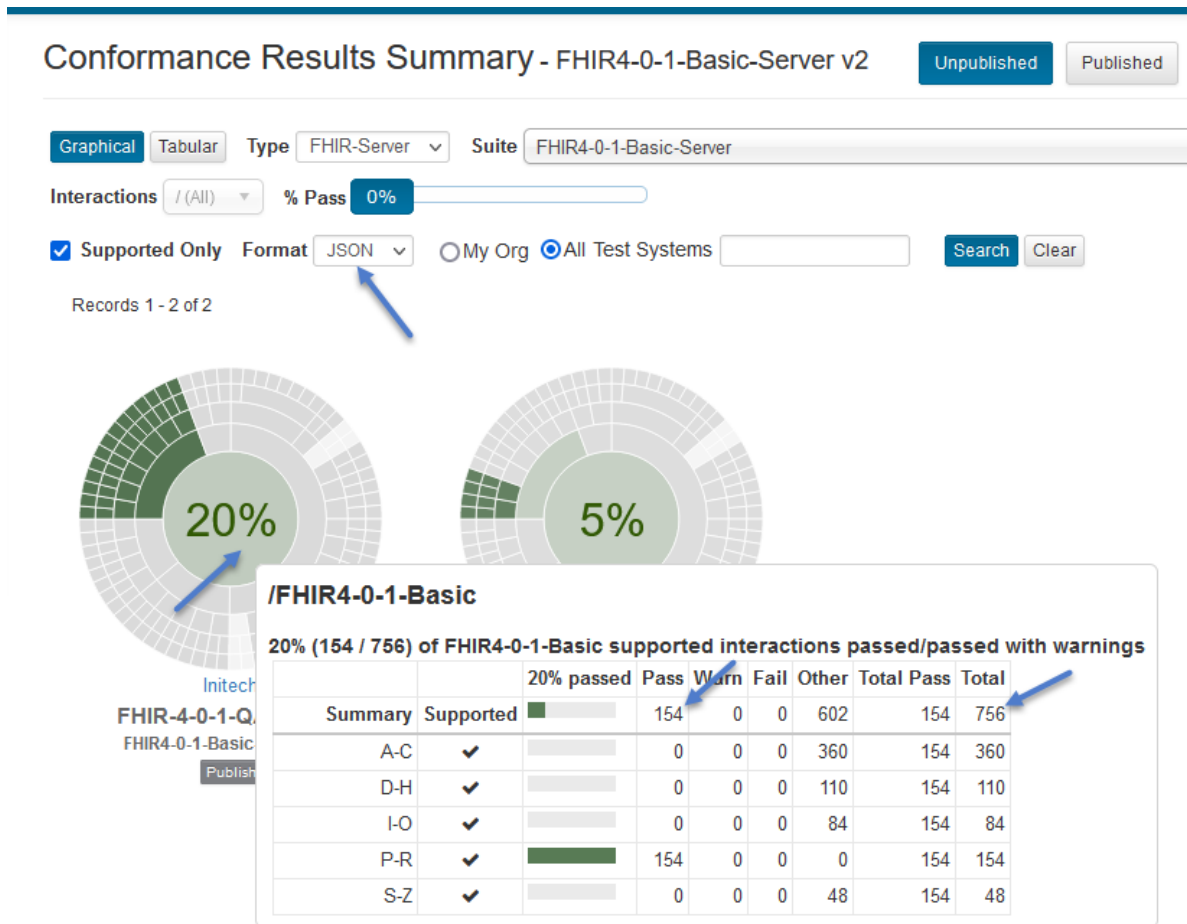 Conformance Results Summary - FHIR4-0-1-Basic-Server v2 Unpublished Published
Graphical Tabular Type FHIR-Server Suite FHIR4-0-1-Basic-Server
Interactions / (All) % Pass 0%
Supported Only Format JSON My Org All Test Systems Search Clear
Records 1 - 2 of 2
20% 5%
Initech
FHIR-4-0-1-Q
FHIR4-0-1-Basic
Publish
/FHIR4-0-1-Basic
20% (154 / 756) of FHIR4-0-1-Basic supported interactions passed/passed with warnings
20% passed Pass Warn Fail Other Total Pass Total
Summary Supported 154 0 0 602 154 756
A-C ✔ 0 0 0 360 154 360
D-H ✔ 0 0 0 110 154 110
I-O ✔ 0 0 0 84 154 84
P-R ✔ 154 0 0 0 154 154
S-Z ✔ 0 0 0 48 154 48